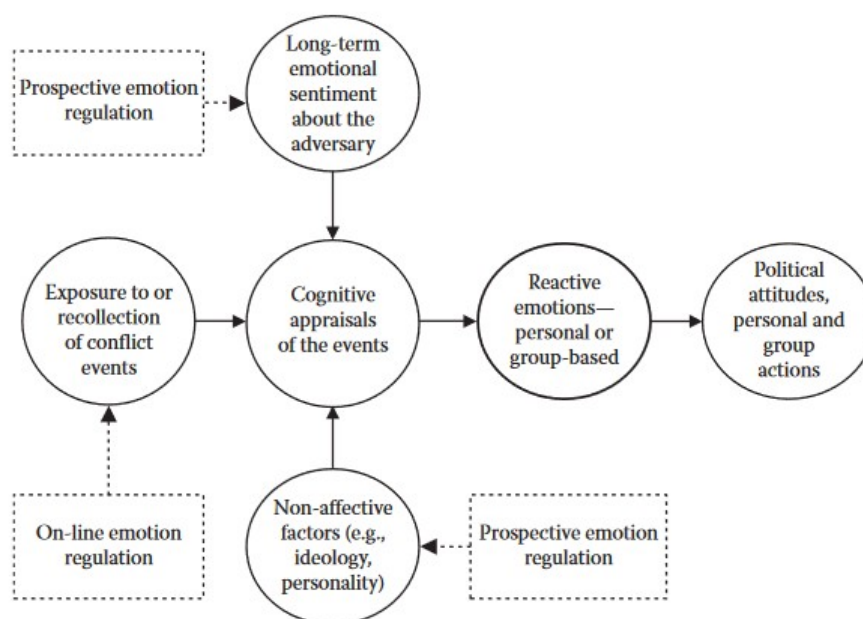 Long-term
emotional
sentiment
about the
adversary
Prospective emotion
regulation
Exposure to or
recollection
of conflict
events
Cognitive
appraisals
of the events
Reactive
emotions—
personal or
group-based
Political
attitudes,
personal and
group
actions
On-line emotion
regulation
Non-affective
factors (e.g.,
ideology,
personality)
Prospective emotion
regulation